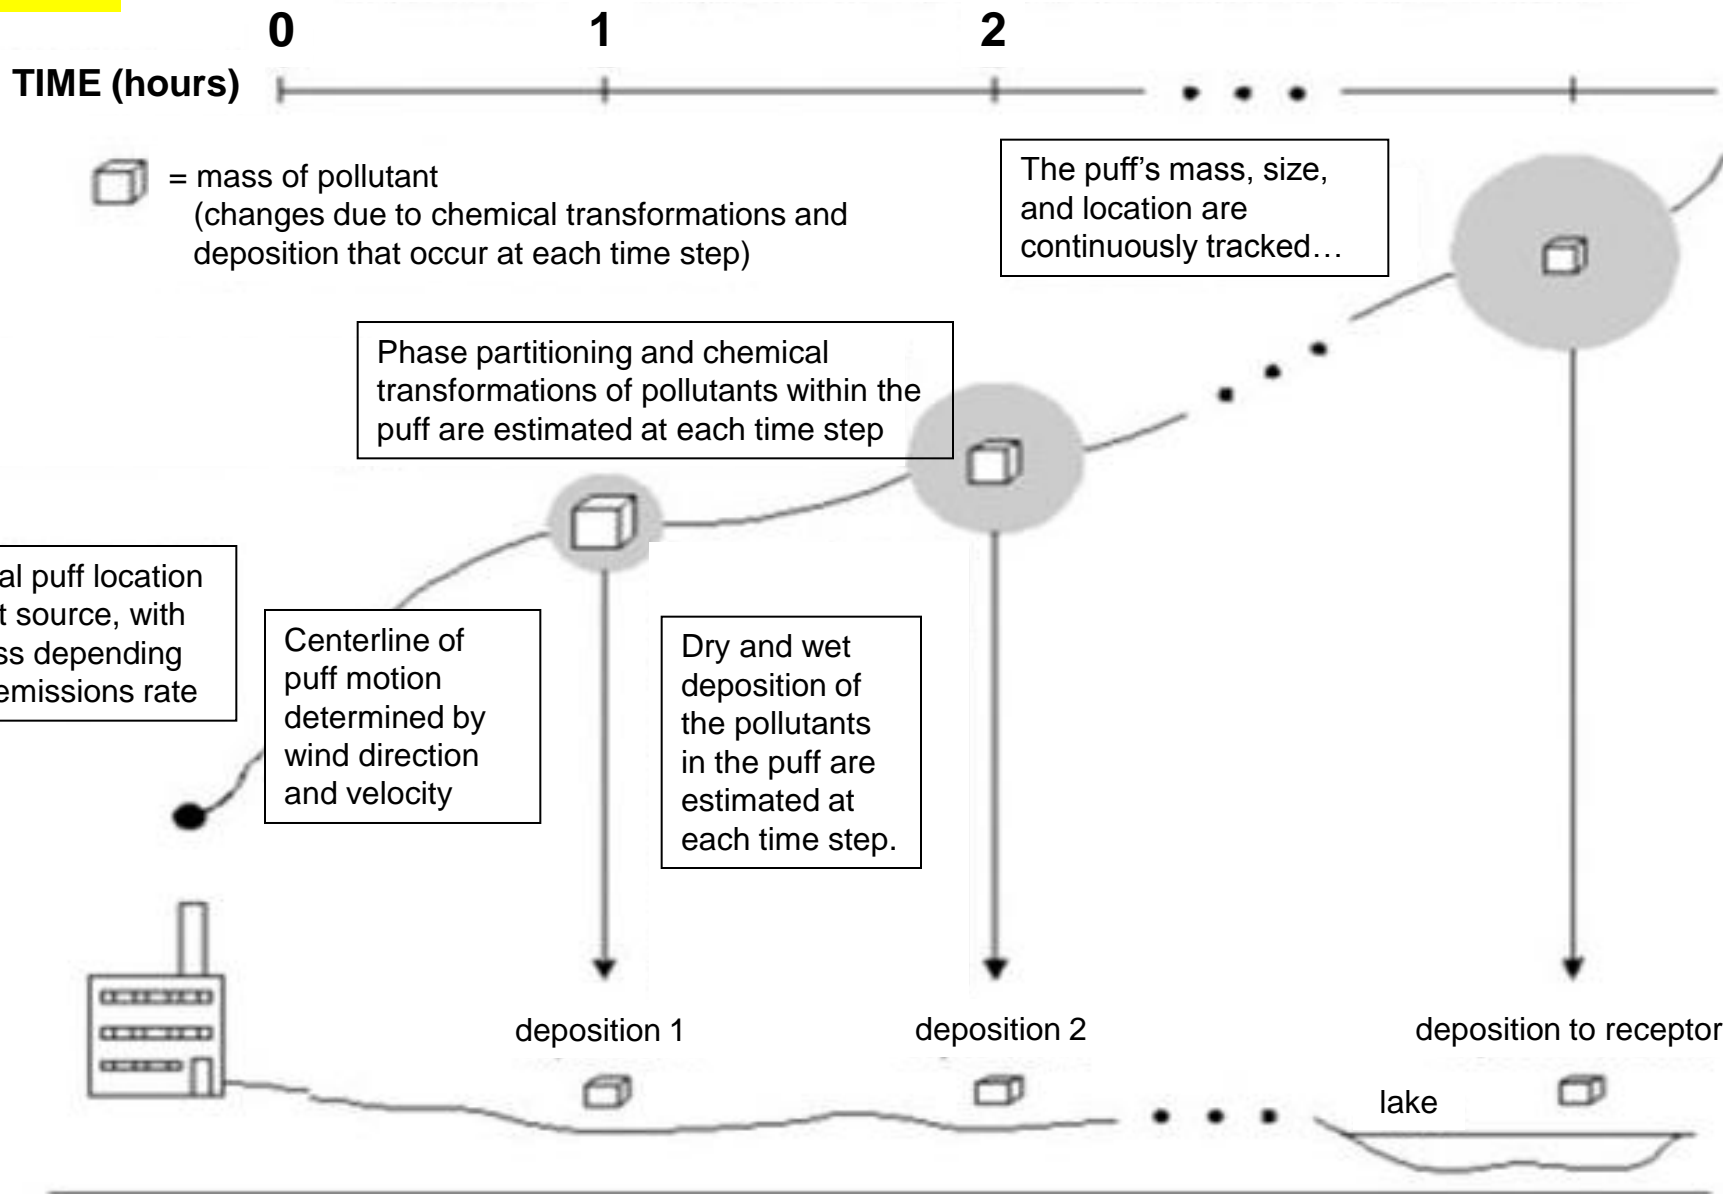 0 1 2
TIME (hours)
= mass of pollutant
(changes due to chemical transformations and
deposition that occur at each time step)
The puff’s mass, size,
and location are
continuously tracked…
Phase partitioning and chemical
transformations of pollutants within the
puff are estimated at each time step
puff location
source, with
depending
emissions rate
Centerline of
puff motion
determined by
wind direction
and velocity
Dry and wet
deposition of
the pollutants
in the puff are
estimated at
each time step.
deposition 1
deposition 2
deposition to receptor
lake